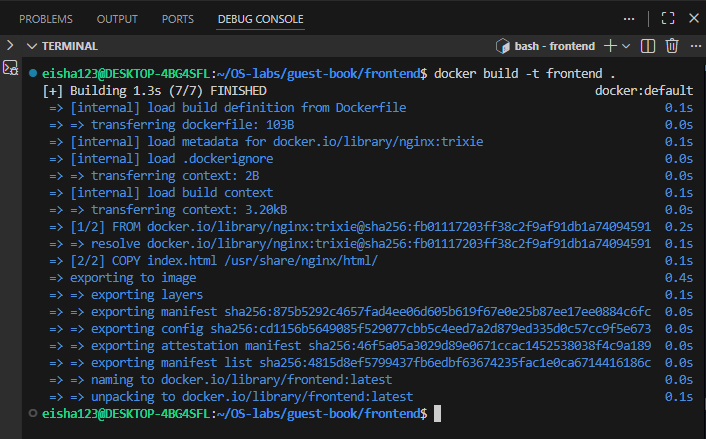 PROBLEMS OUTPUT PORTS DEBUG CONSOLE
TERMINAL bash - frontend
eisha123@DESKTOP-4BG4SFL:~/OS-labs/guest-book/frontend$ docker build -t frontend .
[+] Building 1.3s (7/7) FINISHED docker:default
=> [internal] load build definition from Dockerfile 0.1s
=> => transferring dockerfile: 103B 0.0s
=> [internal] load metadata for docker.io/library/nginx:trixie 0.1s
=> [internal] load .dockerignore 0.0s
=> => transferring context: 2B 0.0s
=> [internal] load build context 0.1s
=> => transferring context: 3.20kB 0.0s
=> [1/2] FROM docker.io/library/nginx:trixie@sha256:fb01117203ff38c2f9af91db1a74094591 0.2s
=> => resolve docker.io/library/nginx:trixie@sha256:fb01117203ff38c2f9af91db1a74094591 0.1s
=> [2/2] COPY index.html /usr/share/nginx/html/ 0.1s
=> exporting to image 0.4s
=> => exporting layers 0.1s
=> => exporting manifest sha256:875b5292c4657fad4ee06d605b619f67e0e25b87ee17ee0884c6fc 0.0s
=> => exporting config sha256:cd1156b5649085f529077cbb5c4eed7a2d879ed335d0c57cc9f5e673 0.0s
=> => exporting attestation manifest sha256:46f5a05a3029d89e0671ccac1452538038f4c9a189 0.0s
=> => exporting manifest list sha256:4815d8ef5799437fb6edbf63674235fac1e0ca6714416186c 0.0s
=> => naming to docker.io/library/frontend:latest 0.0s
=> => unpacking to docker.io/library/frontend:latest 0.1s
eisha123@DESKTOP-4BG4SFL:~/OS-labs/guest-book/frontend$